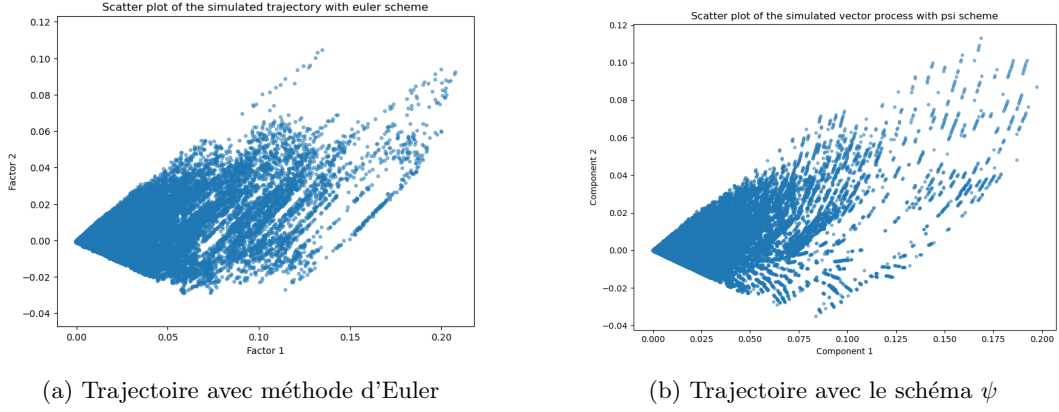 Scatter plot of the simulated trajectory with euler scheme
0.12
0.10
0.08
0.06
0.04
0.02
0.00
−0.02
−0.04
Factor 2
0.00 0.05 0.10 0.15 0.20
Factor 1
(a) Trajectoire avec méthode d'Euler
Scatter plot of the simulated vector process with psi scheme
0.12
0.10
0.08
0.06
0.04
0.02
0.00
−0.02
−0.04
Component 2
0.000 0.025 0.050 0.075 0.100 0.125 0.150 0.175 0.200
Component 1
(b) Trajectoire avec le schéma ψ